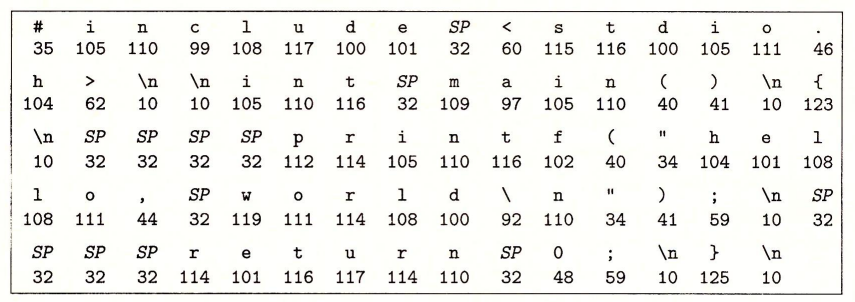 # i n c l u d e SP < s t d i o .
35 105 110 99 108 117 100 101 32 60 115 116 100 105 111 46
h > \n \n i n t SP m a i n ( ) \n {
104 62 10 10 105 110 116 32 109 97 105 110 40 41 10 123
\n SP SP SP SP p r i n t f ( " h e l
10 32 32 32 32 112 114 105 110 116 102 40 34 104 101 108
l o , SP w o r l d \ n " ) ; \n SP
108 111 44 32 119 111 114 108 100 92 110 34 41 59 10 32
SP SP SP r e t u r n SP 0 ; \n } \n
32 32 32 114 101 116 117 114 110 32 48 59 10 125 10